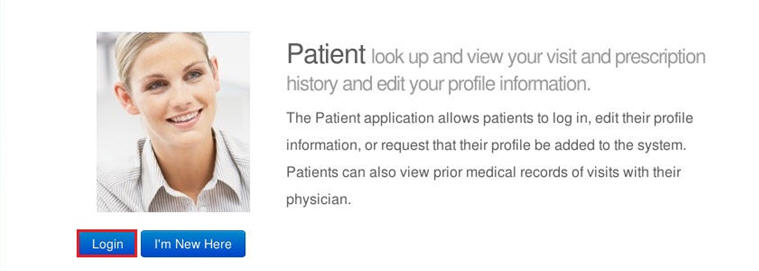 Patient look up and view your visit and prescription
history and edit your profile information.
The Patient application allows patients to log in, edit their profile
information, or request that their profile be added to the system.
Patients can also view prior medical records of visits with their
physician.
Login I'm New Here